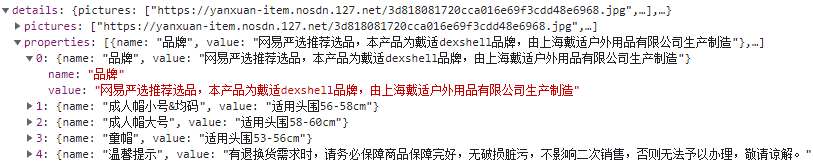 details: {pictures: ["https://yanxuan-item.nosdn.127.net/3d818081720cca016e69f3cdd48e6968.jpg",…],…}
pictures: ["https://yanxuan-item.nosdn.127.net/3d818081720cca016e69f3cdd48e6968.jpg",…]
properties: [{name: "品牌", value: "网易严选推荐选品，本产品为戴适dexshell品牌，由上海戴适户外用品有限公司生产制造"},…]
0: {name: "品牌", value: "网易严选推荐选品，本产品为戴适dexshell品牌，由上海戴适户外用品有限公司生产制造"}
name: "品牌"
value: "网易严选推荐选品，本产品为戴适dexshell品牌，由上海戴适户外用品有限公司生产制造"
1: {name: "成人帽小号&均码", value: "适用头围56-58cm"}
2: {name: "成人帽大号", value: "适用头围58-60cm"}
3: {name: "童帽", value: "适用头围53-56cm"}
4: {name: "温馨提示", value: "有退换货需求时，请务必保障商品保障完好，无破损脏污，不影响二次销售，否则无法予以办理，敬请谅解。"